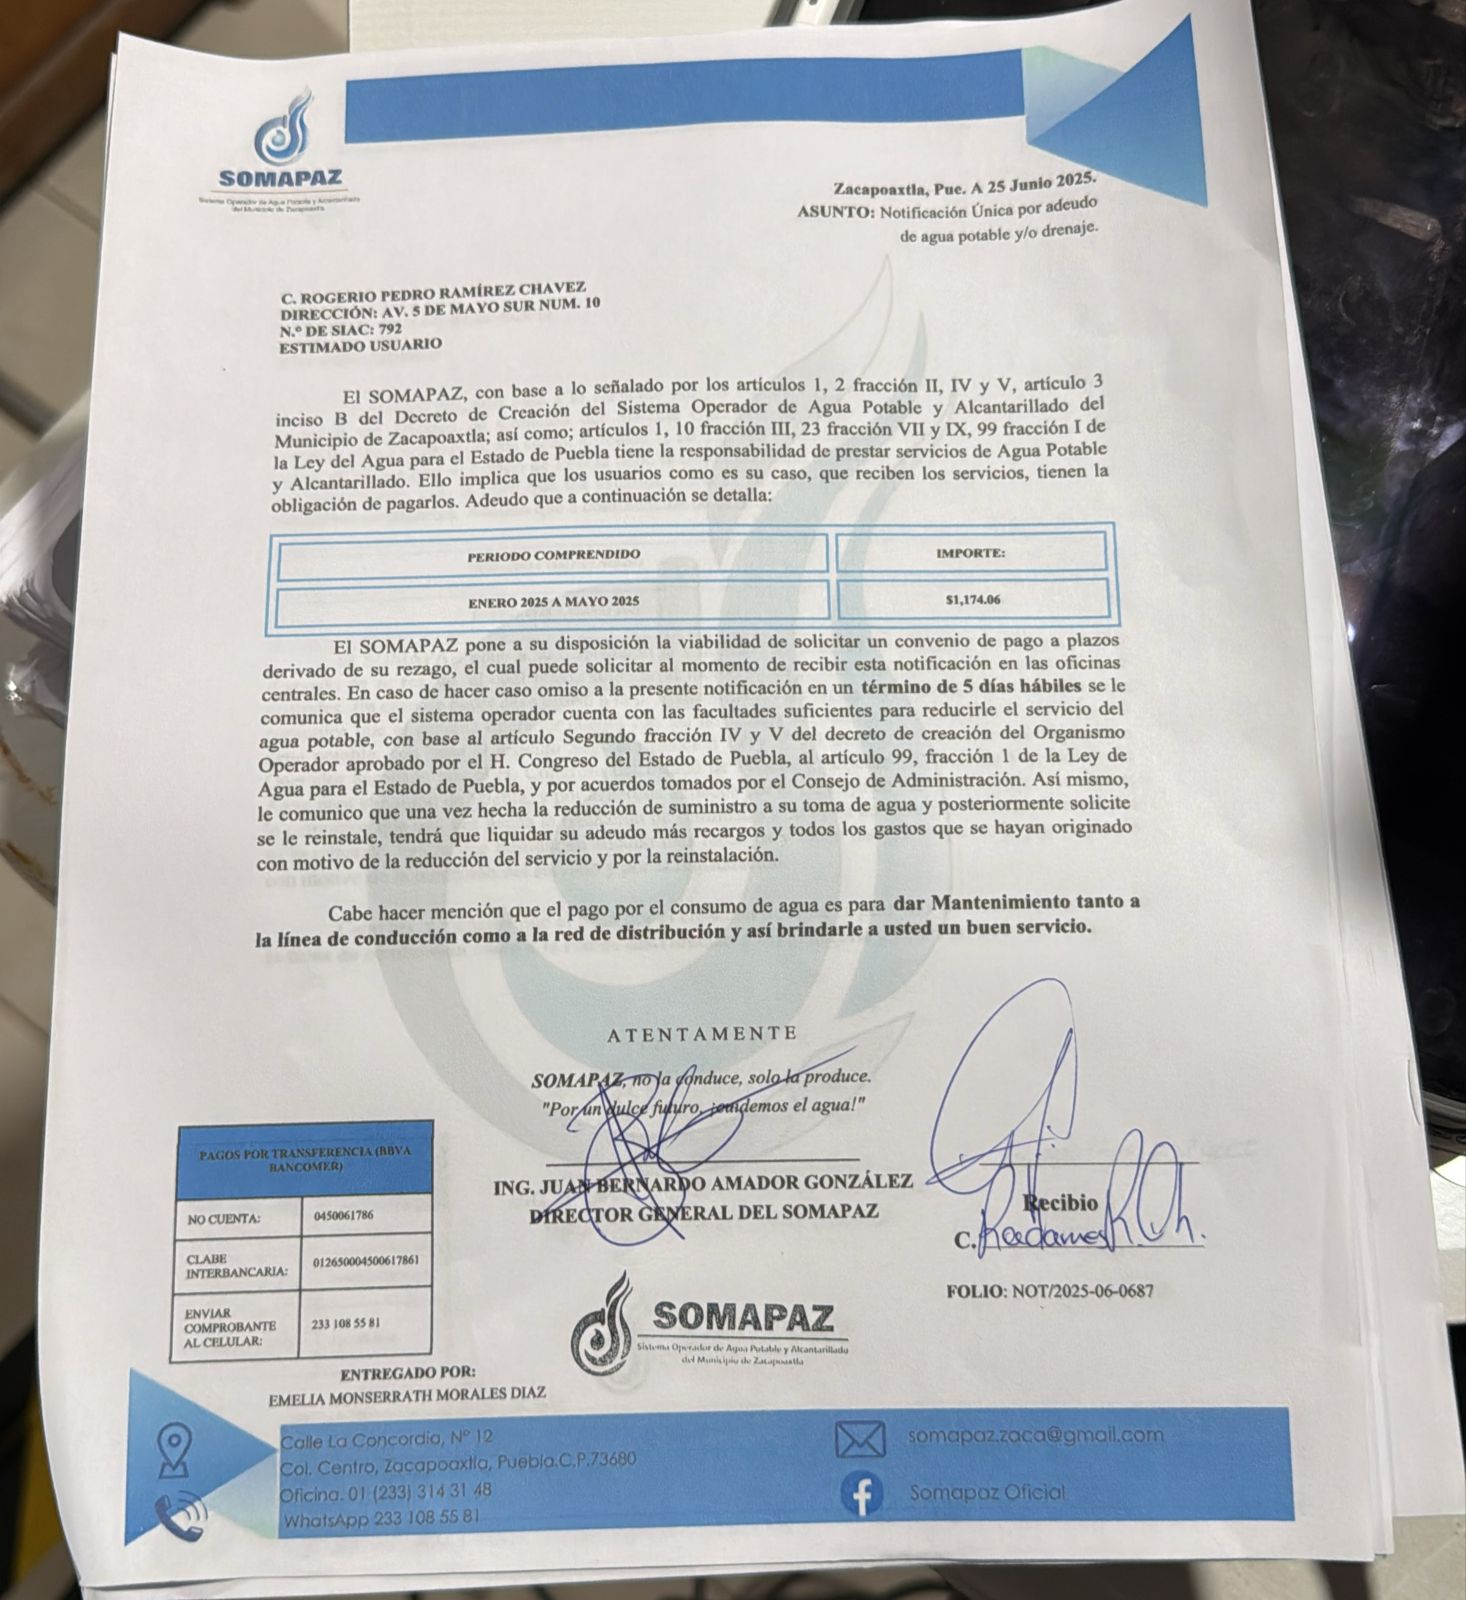 SOMAPAZ
Sistema Operador de Agua Potable y Alcantarillado
del Municipio de Zacapoaxtla
Zacapoaxtla, Pue. A 25 Junio 2025.
ASUNTO: Notificación Única por adeudo
de agua potable y/o drenaje.
C. ROGERIO PEDRO RAMÍREZ CHAVEZ
DIRECCIÓN: AV. 5 DE MAYO SUR NUM. 10
N.º DE SIAC: 792
ESTIMADO USUARIO
El SOMAPAZ, con base a lo señalado por los artículos 1, 2 fracción II, IV y V, artículo 3
inciso B del Decreto de Creación del Sistema Operador de Agua Potable y Alcantarillado del
Municipio de Zacapoaxtla; así como; artículos 1, 10 fracción III, 23 fracción VII y IX, 99 fracción I de
la Ley del Agua para el Estado de Puebla tiene la responsabilidad de prestar servicios de Agua Potable
y Alcantarillado. Ello implica que los usuarios como es su caso, que reciben los servicios, tienen la
obligación de pagarlos. Adeudo que a continuación se detalla:
PERIODO COMPRENDIDO IMPORTE:
ENERO 2025 A MAYO 2025 $1,174.06
El SOMAPAZ pone a su disposición la viabilidad de solicitar un convenio de pago a plazos
derivado de su rezago, el cual puede solicitar al momento de recibir esta notificación en las oficinas
centrales. En caso de hacer caso omiso a la presente notificación en un término de 5 días hábiles se le
comunica que el sistema operador cuenta con las facultades suficientes para reducirle el servicio del
agua potable, con base al artículo Segundo fracción IV y V del decreto de creación del Organismo
Operador aprobado por el H. Congreso del Estado de Puebla, al artículo 99, fracción 1 de la Ley de
Agua para el Estado de Puebla, y por acuerdos tomados por el Consejo de Administración. Así mismo,
le comunico que una vez hecha la reducción de suministro a su toma de agua y posteriormente solicite
se le reinstale, tendrá que liquidar su adeudo más recargos y todos los gastos que se hayan originado
con motivo de la reducción del servicio y por la reinstalación.
Cabe hacer mención que el pago por el consumo de agua es para dar Mantenimiento tanto a
la línea de conducción como a la red de distribución y así brindarle a usted un buen servicio.
ATENTAMENTE
SOMAPAZ, no la conduce, solo la produce.
"Por un dulce futuro, ¡cuidemos el agua!"
ING. JUAN BERNARDO AMADOR GONZÁLEZ
DIRECTOR GENERAL DEL SOMAPAZ
Recibio
C. Radames R. Ch.
FOLIO: NOT/2025-06-0687
PAGOS POR TRANSFERENCIA (BBVA
BANCOMER)
NO CUENTA: 0450061786
CLABE
INTERBANCARIA: 012650004500617861
ENVIAR
COMPROBANTE
AL CELULAR: 233 108 55 81
SOMAPAZ
Sistema Operador de Agua Potable y Alcantarillado
del Municipio de Zacapoaxtla
ENTREGADO POR:
EMELIA MONSERRATH MORALES DIAZ
Calle La Concordia, Nº 12
Col. Centro, Zacapoaxtla, Puebla.C.P.73680
Oficina. 01 (233) 314 31 48
WhatsApp 233 108 55 81
somapaz.zaca@gmail.com
Somapaz Oficial